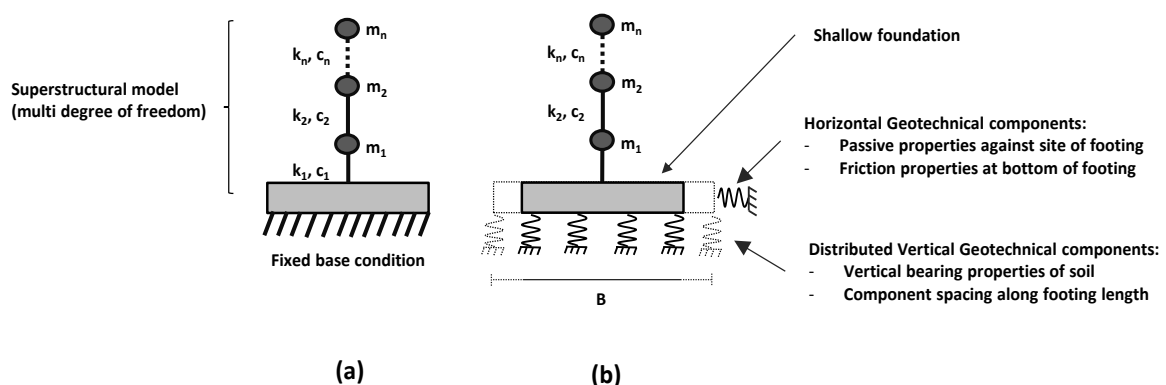 Superstructural model
(multi degree of freedom)
mₙ
kₙ, cₙ
m₂
k₂, c₂
m₁
k₁, c₁
Fixed base condition
(a)
mₙ
kₙ, cₙ
m₂
k₂, c₂
m₁
B
(b)
Shallow foundation
Horizontal Geotechnical components:
- Passive properties against site of footing
- Friction properties at bottom of footing
Distributed Vertical Geotechnical components:
- Vertical bearing properties of soil
- Component spacing along footing length